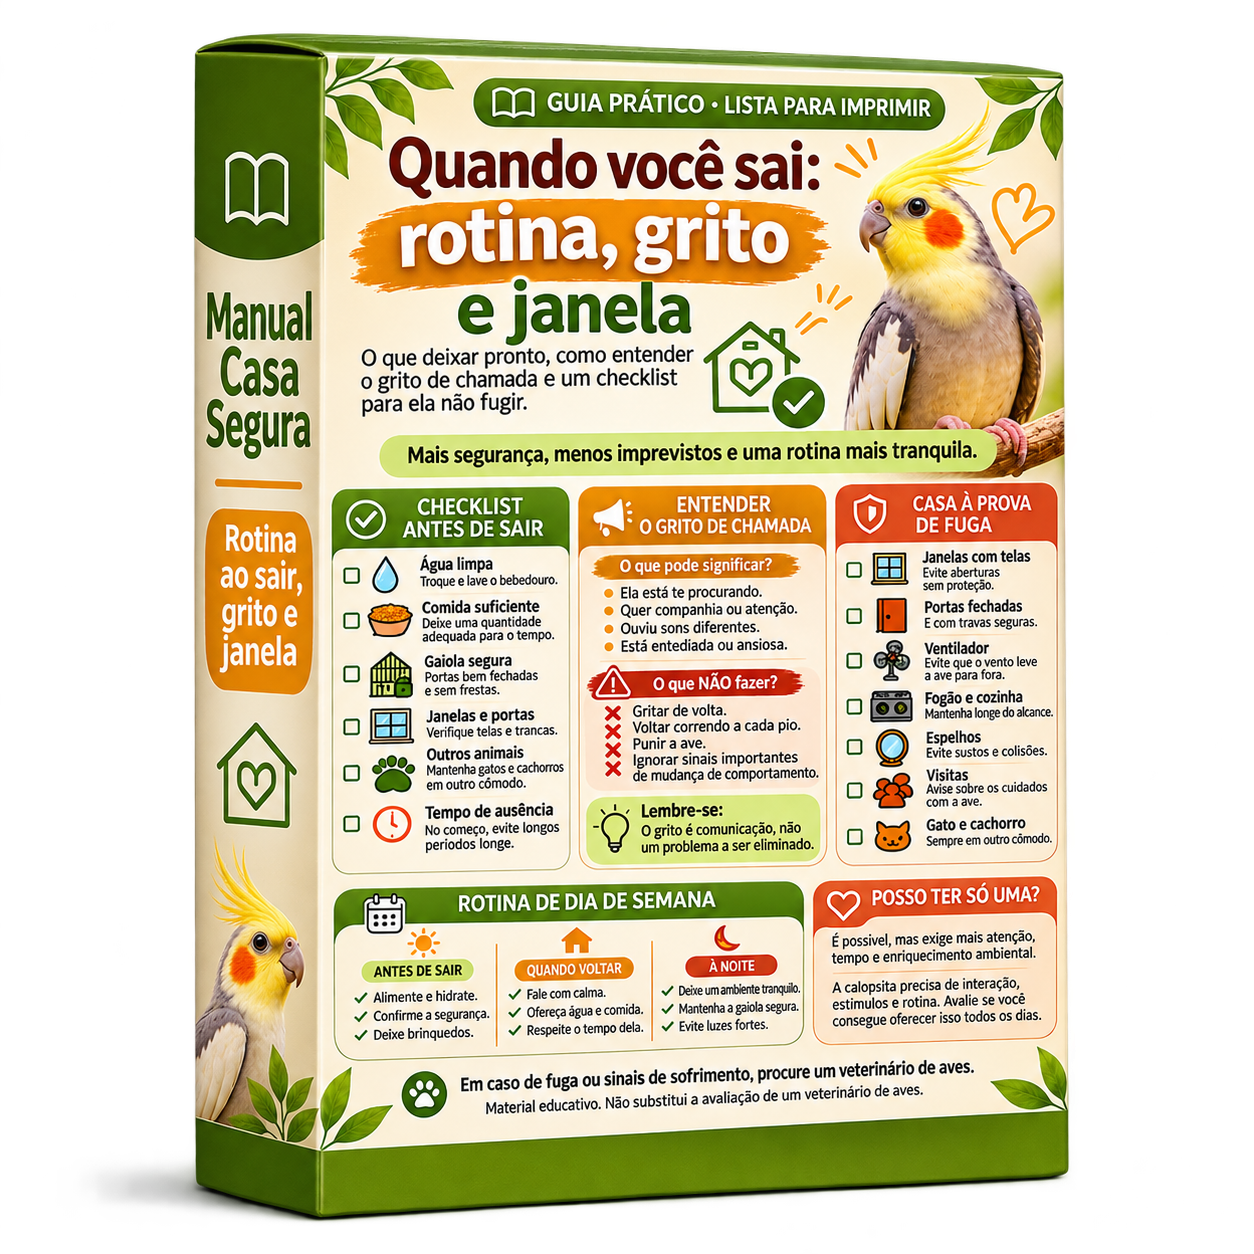 GUIA PRÁTICO • LISTA PARA IMPRIMIR
Quando você sai:
rotina, grito
e janela
O que deixar pronto, como entender
o grito de chamada e um checklist
para ela não fugir.
Mais segurança, menos imprevistos e uma rotina mais tranquila.
Manual
Casa
Segura
Rotina
ao sair,
grito e
janela
CHECKLIST
ANTES DE SAIR
Água limpa
Troque e lave o bebedouro.
Comida suficiente
Deixe uma quantidade
adequada para o tempo.
Gaiola segura
Portas bem fechadas
e sem frestas.
Janelas e portas
Verifique telas e trancas.
Outros animais
Mantenha gatos e cachorros
em outro cômodo.
Tempo de ausência
No começo, evite longos
períodos longe.
ENTENDER
O GRITO DE CHAMADA
O que pode significar?
Ela está te procurando.
Quer companhia ou atenção.
Ouviu sons diferentes.
Está entediada ou ansiosa.
O que NÃO fazer?
Gritar de volta.
Voltar correndo a cada pio.
Punir a ave.
Ignorar sinais importantes
de mudança de comportamento.
Lembre-se:
O grito é comunicação, não
um problema a ser eliminado.
CASA À PROVA
DE FUGA
Janelas com telas
Evite aberturas
sem proteção.
Portas fechadas
E com travas seguras.
Ventilador
Evite que o vento leve
a ave para fora.
Fogão e cozinha
Mantenha longe do alcance.
Espelhos
Evite sustos e colisões.
Visitas
Avise sobre os cuidados
com a ave.
Gato e cachorro
Sempre em outro cômodo.
ROTINA DE DIA DE SEMANA
ANTES DE SAIR
Alimente e hidrate.
Confirme a segurança.
Deixe brinquedos.
QUANDO VOLTAR
Fale com calma.
Ofereça água e comida.
Respeite o tempo dela.
À NOITE
Deixe um ambiente tranquilo.
Mantenha a gaiola segura.
Evite luzes fortes.
POSSO TER SÓ UMA?
É possível, mas exige mais atenção,
tempo e enriquecimento ambiental.
A calopsita precisa de interação,
estímulos e rotina. Avalie se você
consegue oferecer isso todos os dias.
Em caso de fuga ou sinais de sofrimento, procure um veterinário de aves.
Material educativo. Não substitui a avaliação de um veterinário de aves.